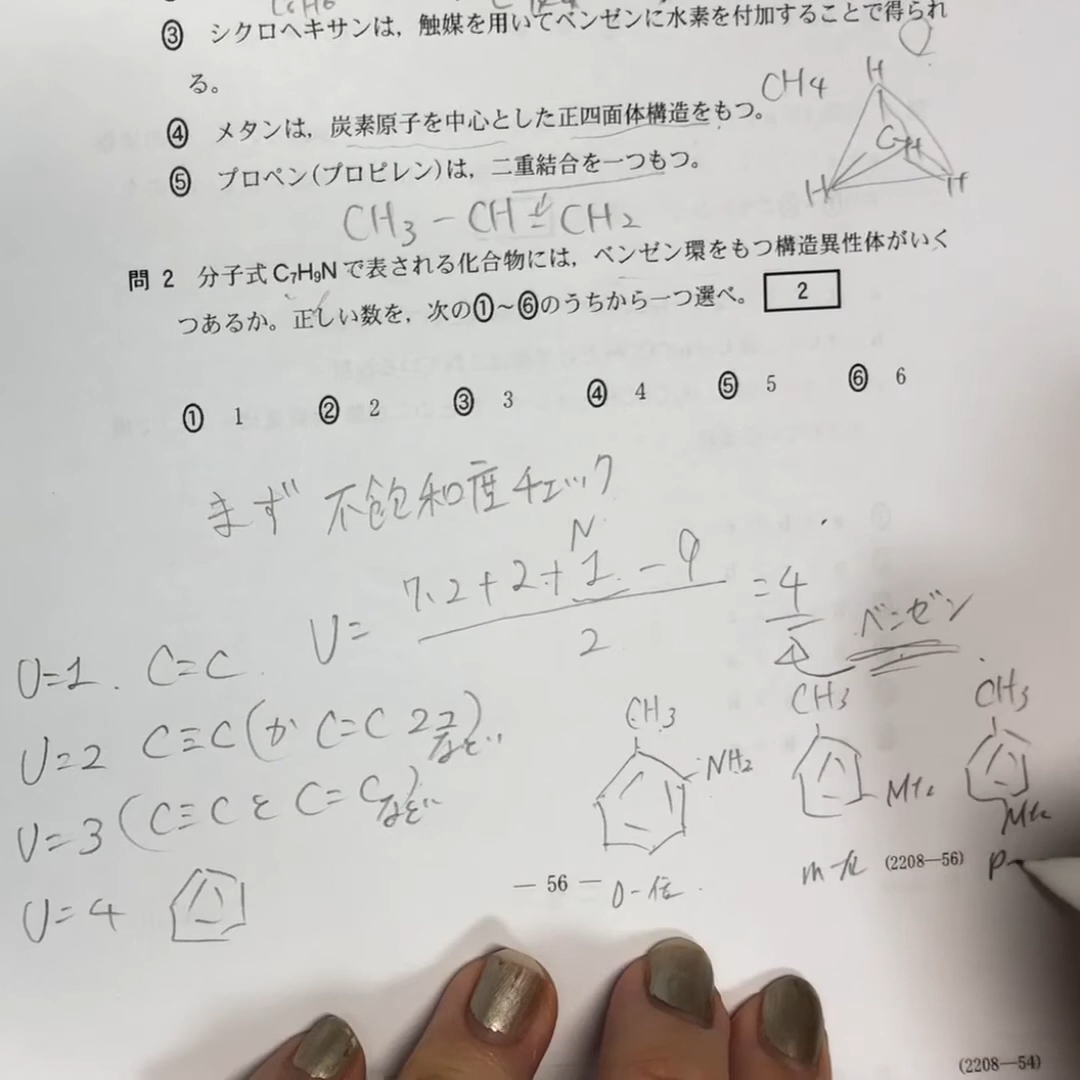 C6H6
③ シクロヘキサンは，触媒を用いてベンゼンに水素を付加することで得られ
る。
④ メタンは，炭素原子を中心とした正四面体構造をもつ。
CH4
H
C H
H H
⑤ プロペン(プロピレン)は，二重結合を一つもつ。
CH3 - CH = CH2
問 2 分子式 C7H9N で表される化合物には，ベンゼン環をもつ構造異性体がいく
つあるか。正しい数を，次の①～⑥のうちから一つ選べ。 2
① 1 ② 2 ③ 3 ④ 4 ⑤ 5 ⑥ 6
まず 不飽和度チェック
N
U= 7·2+2+1-9 / 2 = 4
ベンゼン
U=1. C=C
U=2 C≡C(か C=C 2コなど)
U=3 (C≡CとC=Cなど)
U=4
CH3
NH2
o-位
CH3
NH2
m-位
CH3
NH2
p-
— 56 —
(2208—56)
(2208—54)